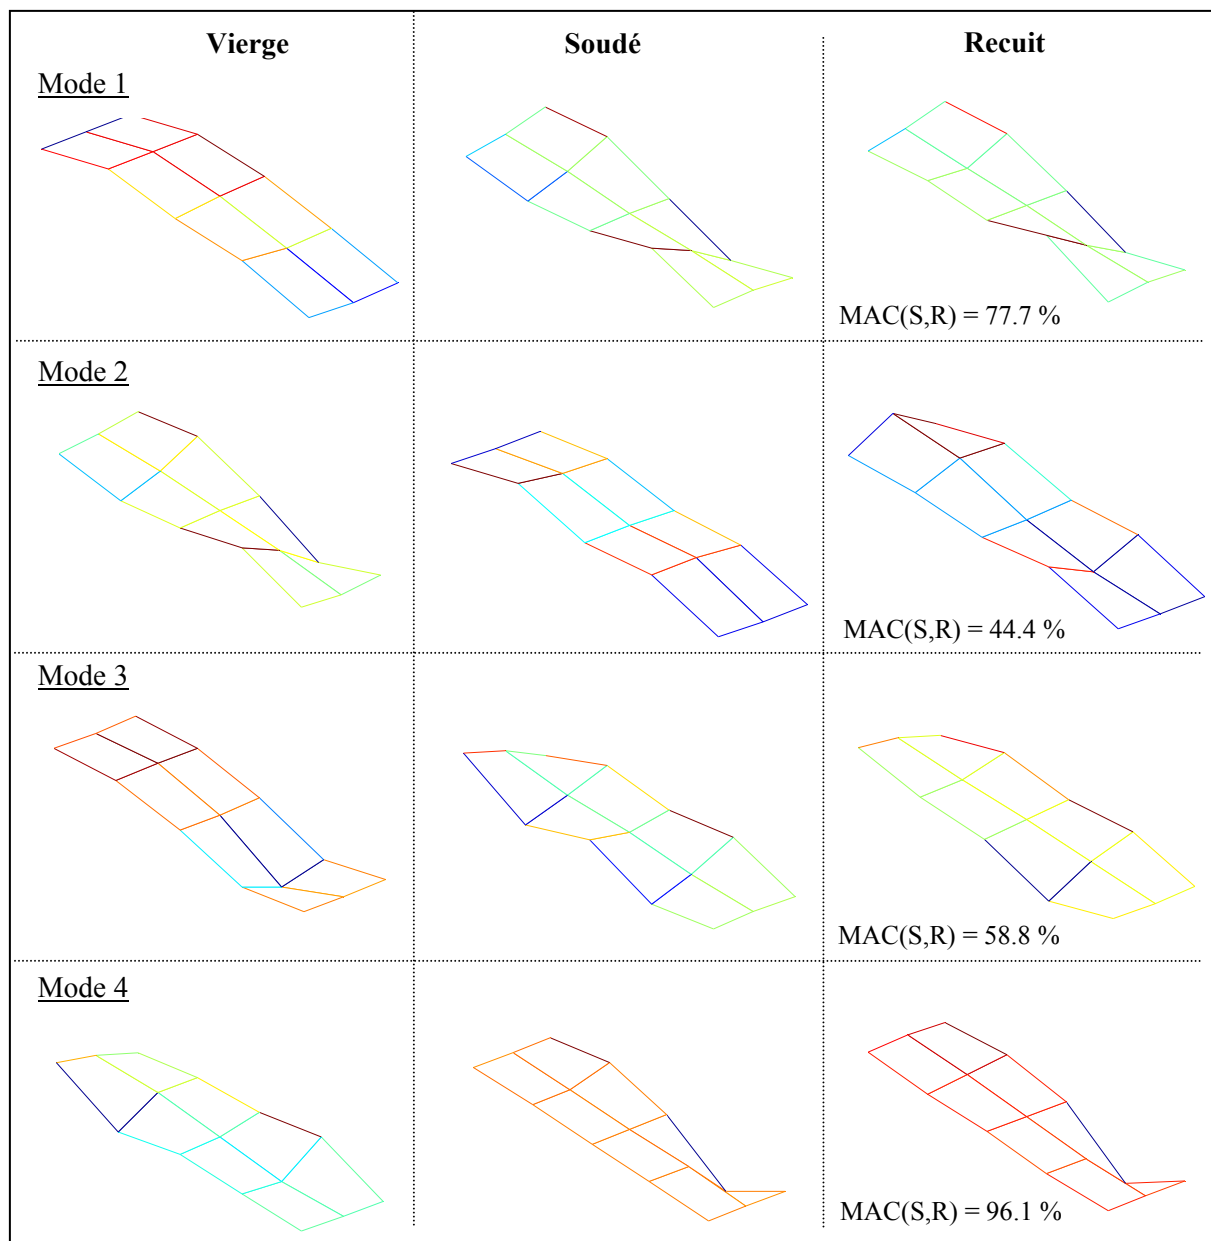 Vierge Soudé Recuit
Mode 1
MAC(S,R) = 77.7 %
Mode 2
MAC(S,R) = 44.4 %
Mode 3
MAC(S,R) = 58.8 %
Mode 4
MAC(S,R) = 96.1 %